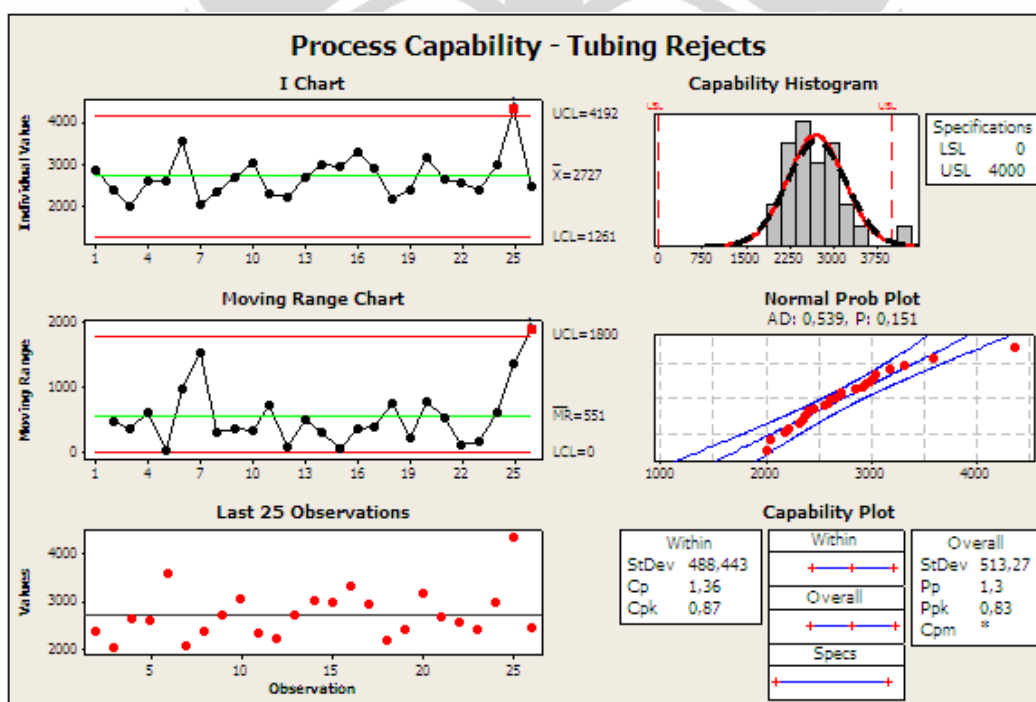 Process Capability - Tubing Rejects
I Chart
Individual Value
4000
3000
2000
1 4 7 10 13 16 19 22 25
UCL=4192
X=2727
LCL=1261
Capability Histogram
LSL USL
0 750 1500 2250 3000 3750
Specifications
LSL 0
USL 4000
Moving Range Chart
Moving Range
2000
1000
0
1 4 7 10 13 16 19 22 25
UCL=1800
MR=551
LCL=0
Normal Prob Plot
AD: 0,539, P: 0,151
1000 2000 3000 4000
Last 25 Observations
Values
4000
3000
2000
5 10 15 20 25
Observation
Capability Plot
Within
StDev 488,443
Cp 1,36
Cpk 0,87
Within
Overall
Specs
Overall
StDev 513,27
Pp 1,3
Ppk 0,83
Cpm *